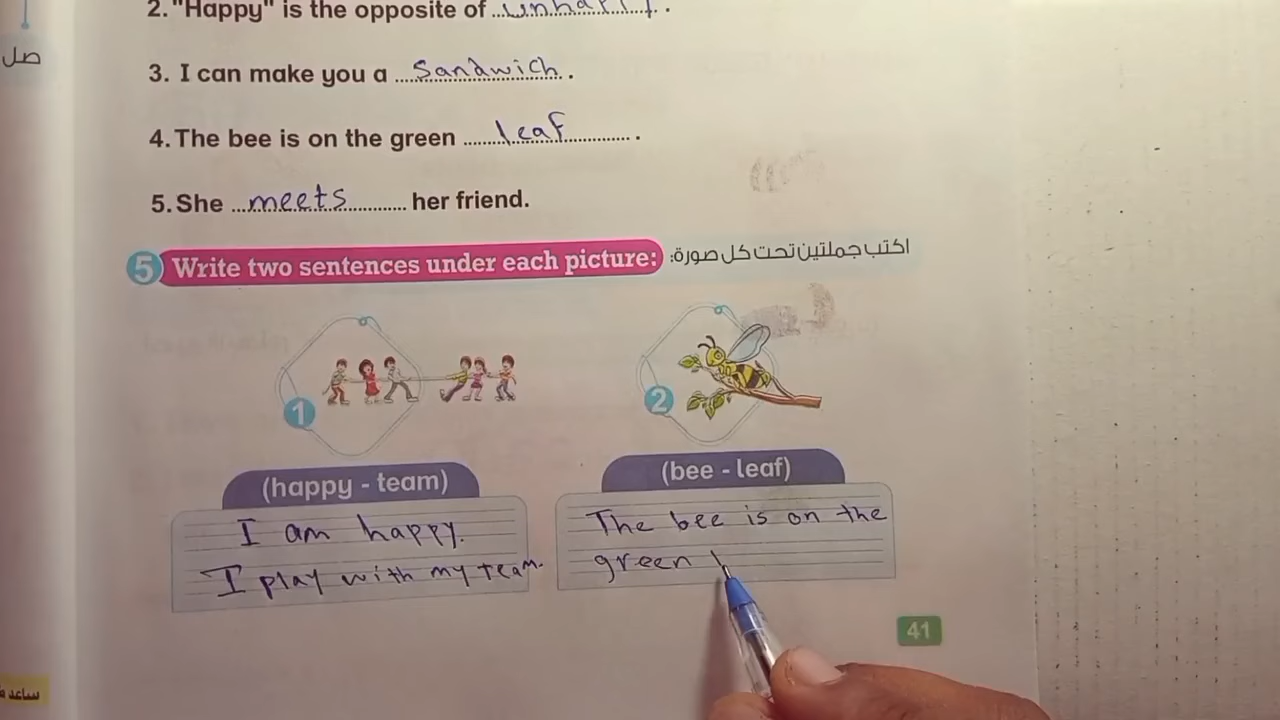 صل
2. "Happy" is the opposite of ...unhappy... .
3. I can make you a ...Sandwich... .
4. The bee is on the green ...leaf... .
5. She ...meets... her friend.
5 Write two sentences under each picture: اكتب جملتين تحت كل صورة:
1
2
(happy - team)
I am happy.
I play with my team.
(bee - leaf)
The bee is on the
green
41
ساعد